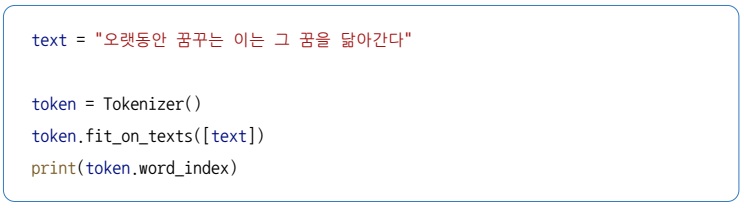 text = "오랫동안 꿈꾸는 이는 그 꿈을 닮아간다"
token = Tokenizer()
token.fit_on_texts([text])
print(token.word_index)